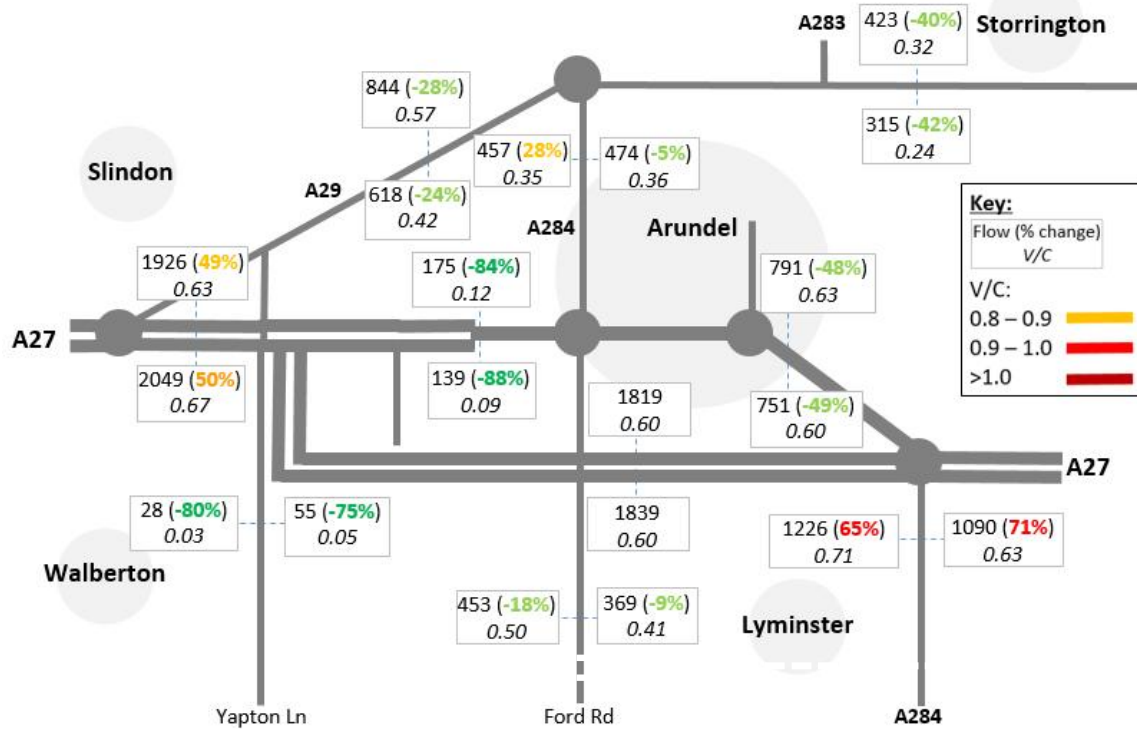 A283
423 (-40%)
0.32
Storrington
844 (-28%)
0.57
315 (-42%)
0.24
457 (28%)
0.35
474 (-5%)
0.36
Slindon
A29
618 (-24%)
0.42
Key:
Flow (% change)
V/C
V/C:
0.8 – 0.9
0.9 – 1.0
>1.0
A284
Arundel
1926 (49%)
0.63
175 (-84%)
0.12
791 (-48%)
0.63
A27
2049 (50%)
0.67
139 (-88%)
0.09
1819
0.60
751 (-49%)
0.60
A27
28 (-80%)
0.03
55 (-75%)
0.05
1839
0.60
1226 (65%)
0.71
1090 (71%)
0.63
Walberton
453 (-18%)
0.50
369 (-9%)
0.41
Lyminster
Yapton Ln
Ford Rd
A284